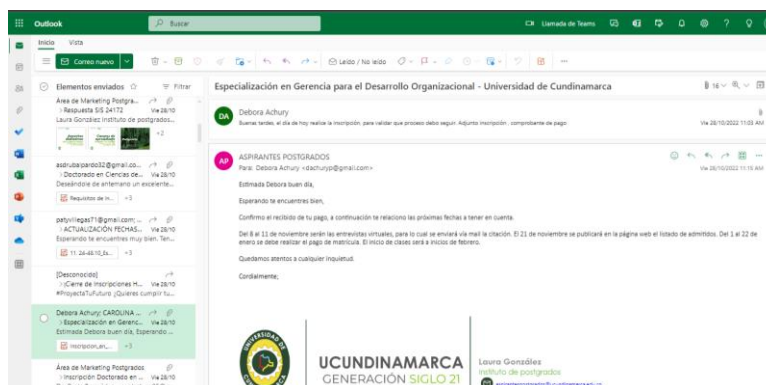 Outlook
Buscar
Llamada de Teams
Inicio Vista
Correo nuevo
Leído / No leído
Elementos enviados
Filtrar
Área de Marketing Postgra...
> Respuesta SIS 24172 Vie 28/10
Laura González Instituto de postgrados...
+2
asdrubalpardo32@gmail.co...
> Doctorado en Ciencias de... Vie 28/10
Deseándole de antemano un excelente...
Requisitos de In... +3
patyvillegas71@gmail.com; ...
> ACTUALIZACIÓN FECHAS... Vie 28/10
Esperando te encuentres muy bien. Ten...
+3
[Desconocido]
> ¡Cierre de Inscripciones H... Vie 28/10
#ProyectaTuFuturo ¿Quieres cumplir tu...
Debora Achury; CAROLINA ...
> Especialización en Gerenc... Vie 28/10
Estimada Debora buen día, Esperando ...
+3
Área de Marketing Postgrados
> Inscripción Doctorado en ... Vie 28/10
Especialización en Gerencia para el Desarrollo Organizacional - Universidad de Cundinamarca
16
DA
Debora Achury
Buenas tardes, el día de hoy realice la inscripción, para validar que proceso debo seguir. Adjunto inscripción , comprobante de pago
Vie 28/10/2022 11:03 AM
AP
ASPIRANTES POSTGRADOS
Para: Debora Achury <dachuryp@gmail.com>
Vie 28/10/2022 11:15 AM
Estimada Debora buen día,
Esperando te encuentres bien,
Confirmo el recibido de tu pago, a continuación te relaciono las próximas fechas a tener en cuenta.
Del 8 al 11 de noviembre serán las entrevistas virtuales, para lo cual se enviará vía mail la citación. El 21 de noviembre se publicará en la página web el listado de admitidos. Del 1 al 22 de
enero se debe realizar el pago de matrícula. El inicio de clases será a inicios de febrero.
Quedamos atentos a cualquier inquietud.
Cordialmente;
UNIVERSIDAD DE
UCUNDINAMARCA
GENERACIÓN SIGLO 21
Laura González
Instituto de postgrados